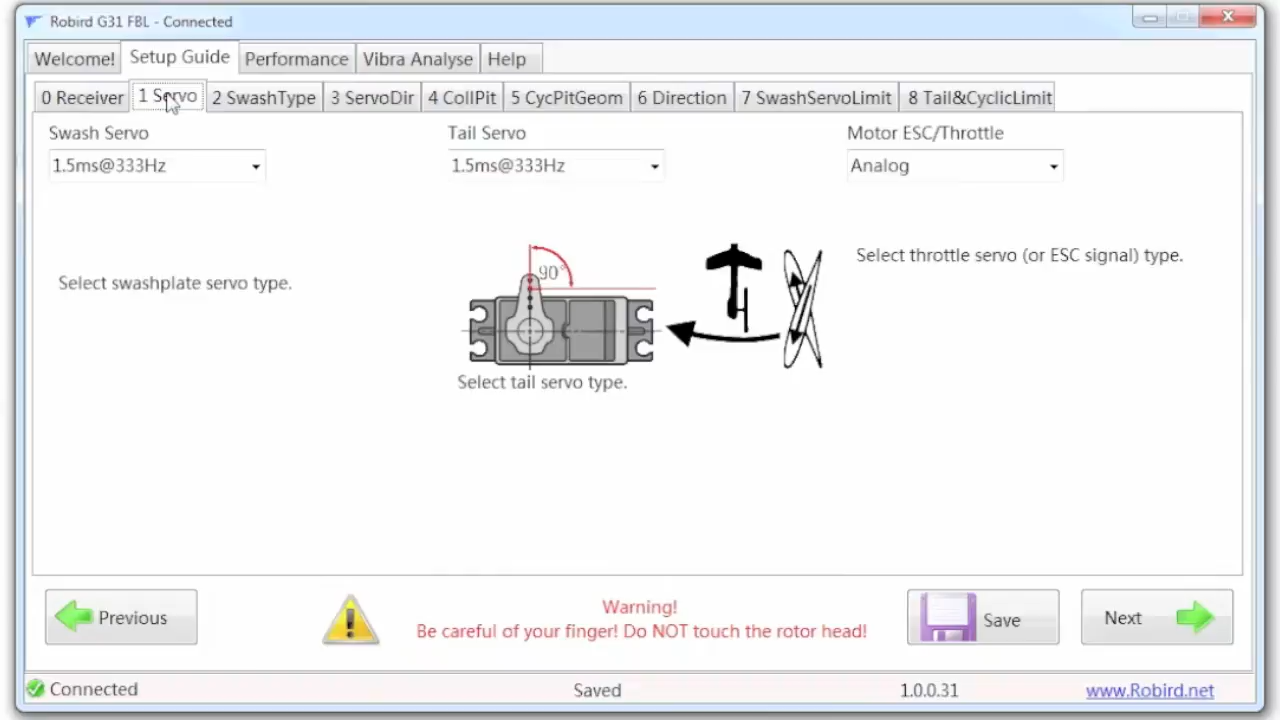 Robird G31 FBL - Connected
Welcome! Setup Guide Performance Vibra Analyse Help
0 Receiver 1 Servo 2 SwashType 3 ServoDir 4 CollPit 5 CycPitGeom 6 Direction 7 SwashServoLimit 8 Tail&CyclicLimit
Swash Servo Tail Servo Motor ESC/Throttle
1.5ms@333Hz 1.5ms@333Hz Analog
Select throttle servo (or ESC signal) type.
90°
Select swashplate servo type.
Select tail servo type.
Warning!
Previous Be careful of your finger! Do NOT touch the rotor head! Save Next
Connected Saved 1.0.0.31 www.Robird.net